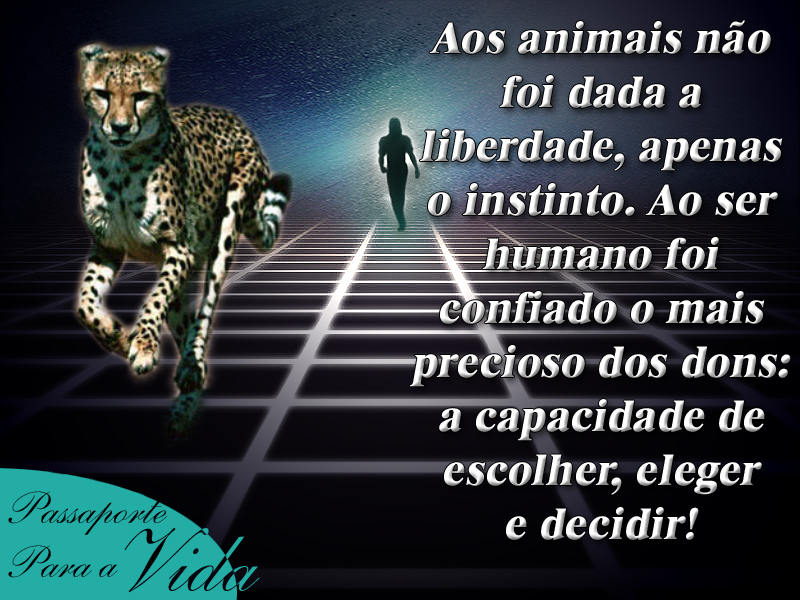 Aos animais não
foi dada a
liberdade, apenas
o instinto. Ao ser
humano foi
confiado o mais
precioso dos dons:
a capacidade de
escolher, eleger
e decidir!
Passaporte
Para a Vida